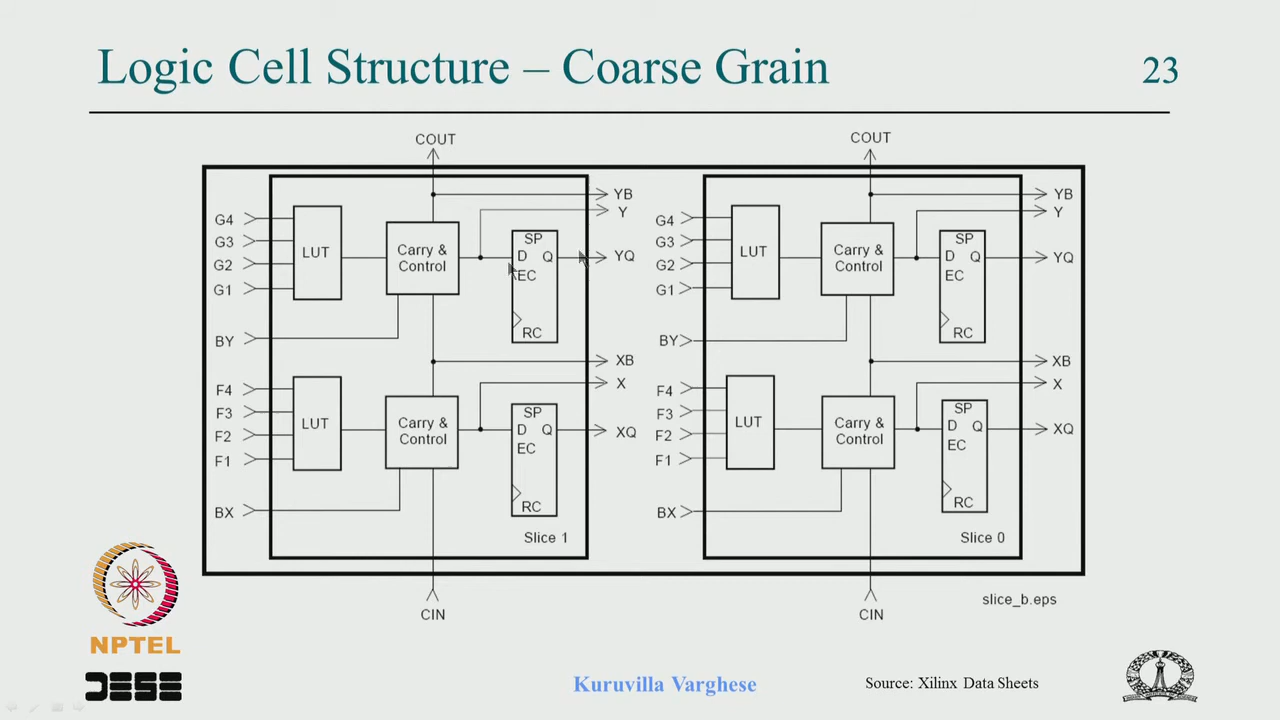 Logic Cell Structure – Coarse Grain
23
COUT
COUT
YB
Y
G4
G3
G2
G1
LUT
Carry &
Control
SP
D Q
EC
RC
YQ
BY
XB
X
F4
F3
F2
F1
LUT
Carry &
Control
SP
D Q
EC
RC
XQ
BX
Slice 1
CIN
YB
Y
G4
G3
G2
G1
LUT
Carry &
Control
SP
D Q
EC
RC
YQ
BY
XB
X
F4
F3
F2
F1
LUT
Carry &
Control
SP
D Q
EC
RC
XQ
BX
Slice 0
CIN
slice_b.eps
NPTEL
DESE
Kuruvilla Varghese
Source: Xilinx Data Sheets